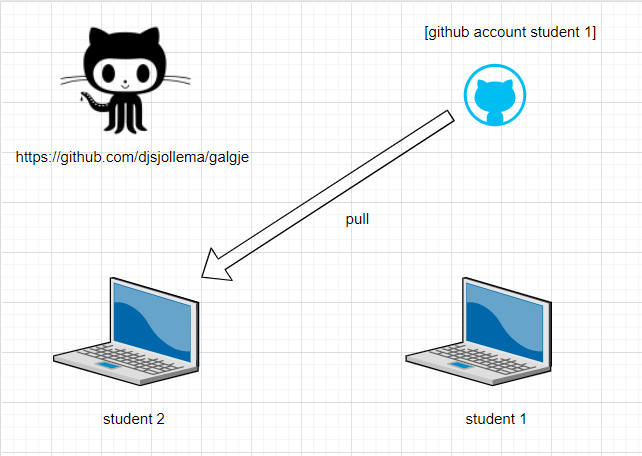 [github account student 1]
https://github.com/djsjollema/galgje
pull
student 2
student 1